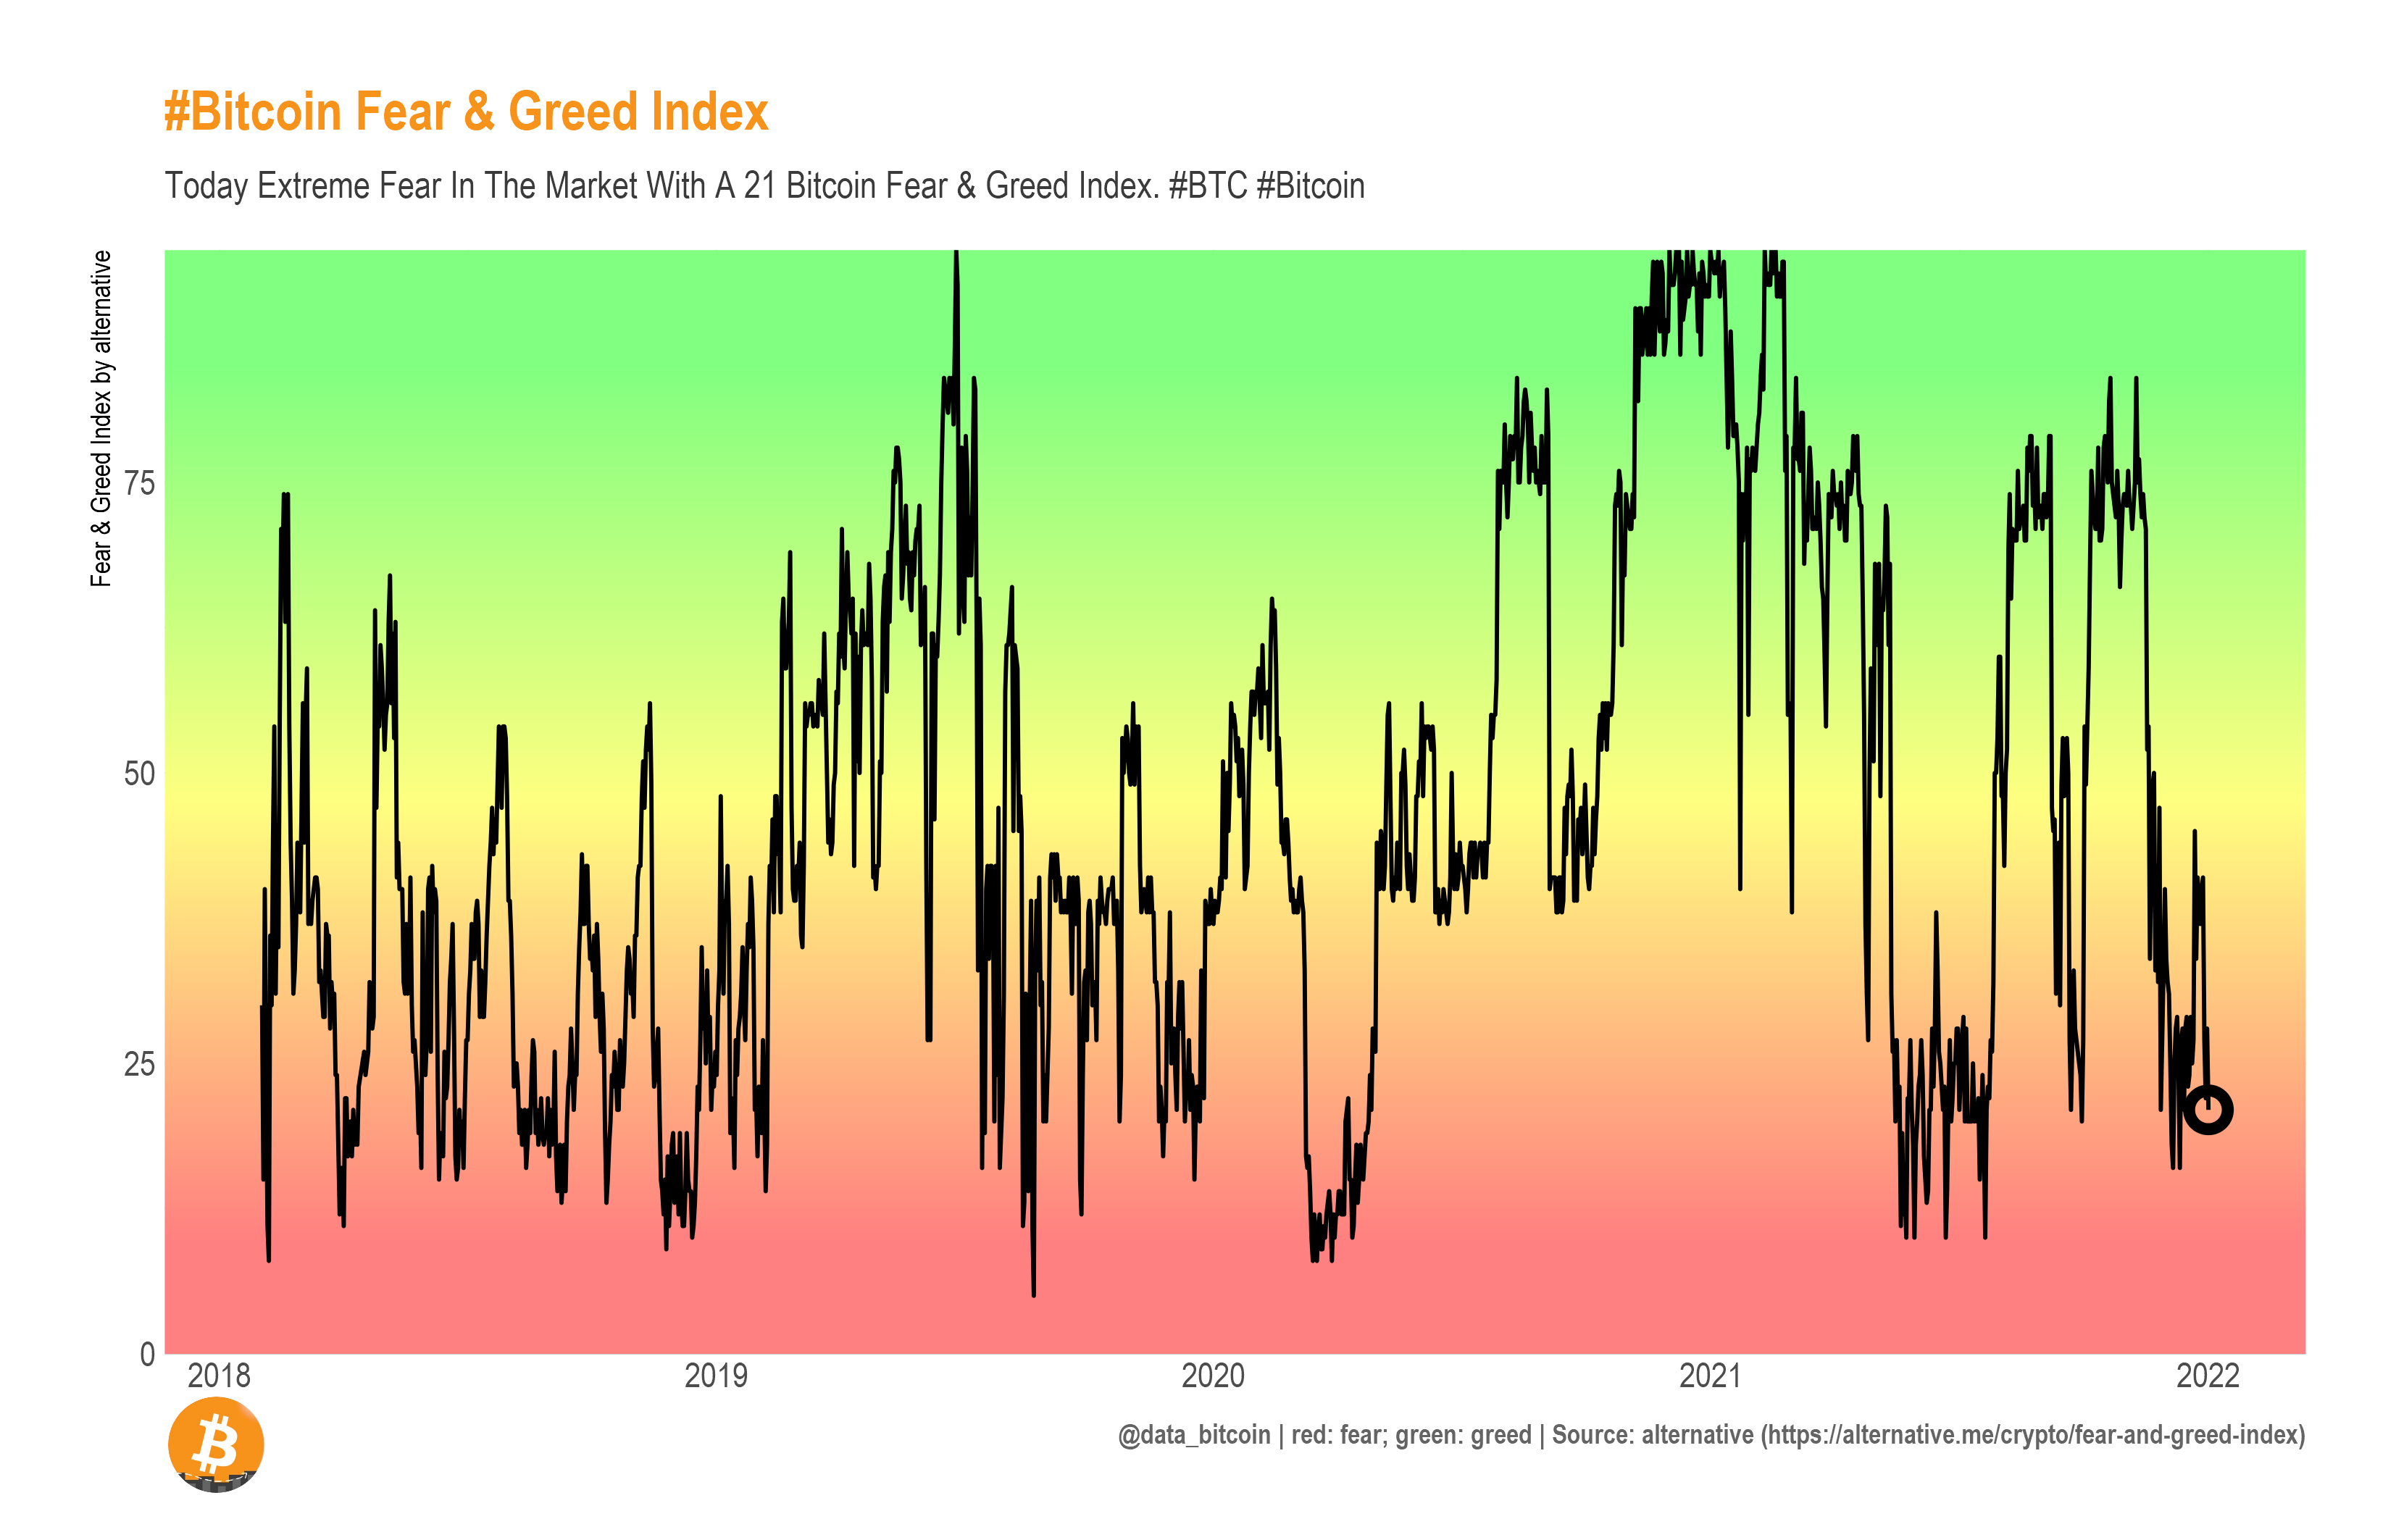 #Bitcoin Fear & Greed Index
Today Extreme Fear In The Market With A 21 Bitcoin Fear & Greed Index. #BTC #Bitcoin
Fear & Greed Index by alternative
75
50
25
0
2018 2019 2020 2021 2022
@data_bitcoin | red: fear; green: greed | Source: alternative (https://alternative.me/crypto/fear-and-greed-index)